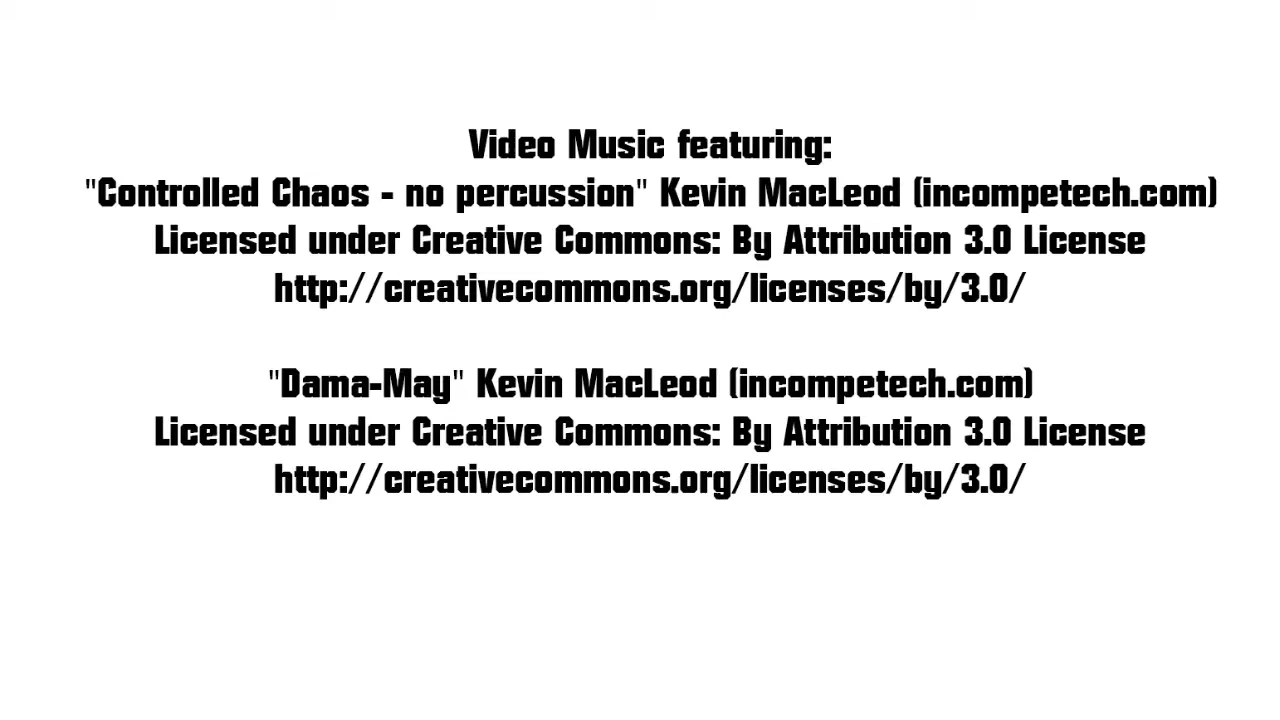 Video Music featuring:
"Controlled Chaos - no percussion" Kevin MacLeod (incompetech.com)
Licensed under Creative Commons: By Attribution 3.0 License
http://creativecommons.org/licenses/by/3.0/
"Dama-May" Kevin MacLeod (incompetech.com)
Licensed under Creative Commons: By Attribution 3.0 License
http://creativecommons.org/licenses/by/3.0/